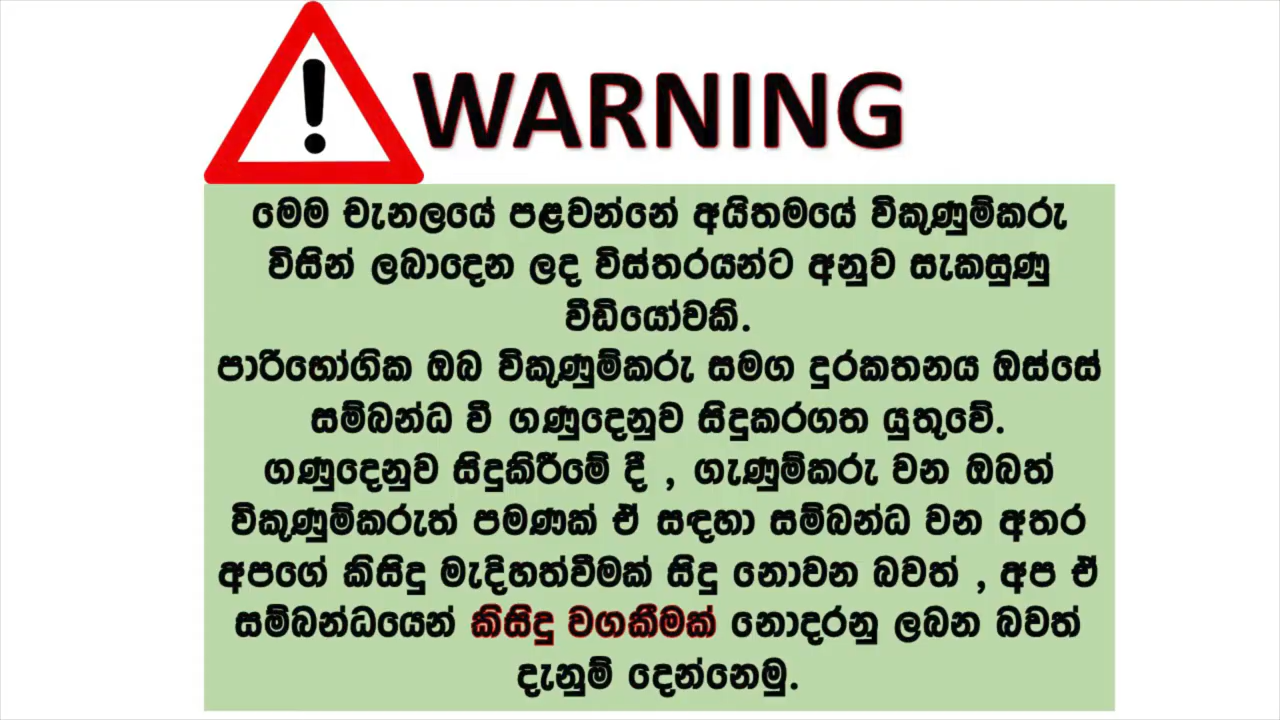 WARNING
මෙම චැනලයේ පළවන්නේ අයිතමයේ විකුණුම්කරු
විසින් ලබාදෙන ලද විස්තරයන්ට අනුව සැකසුණු
වීඩියෝවකි.
පාරිභෝගික ඔබ විකුණුම්කරු සමග දුරකතනය ඔස්සේ
සම්බන්ධ වී ගණුදෙනුව සිදුකරගත යුතුවේ.
ගණුදෙනුව සිදුකිරීමේ දී , ගැණුම්කරු වන ඔබත්
විකුණුම්කරුත් පමණක් ඒ සඳහා සම්බන්ධ වන අතර
අපගේ කිසිදු මැදිහත්වීමක් සිදු නොවන බවත් , අප ඒ
සම්බන්ධයෙන් කිසිදු වගකීමක් නොදරනු ලබන බවත්
දැනුම් දෙන්නෙමු.